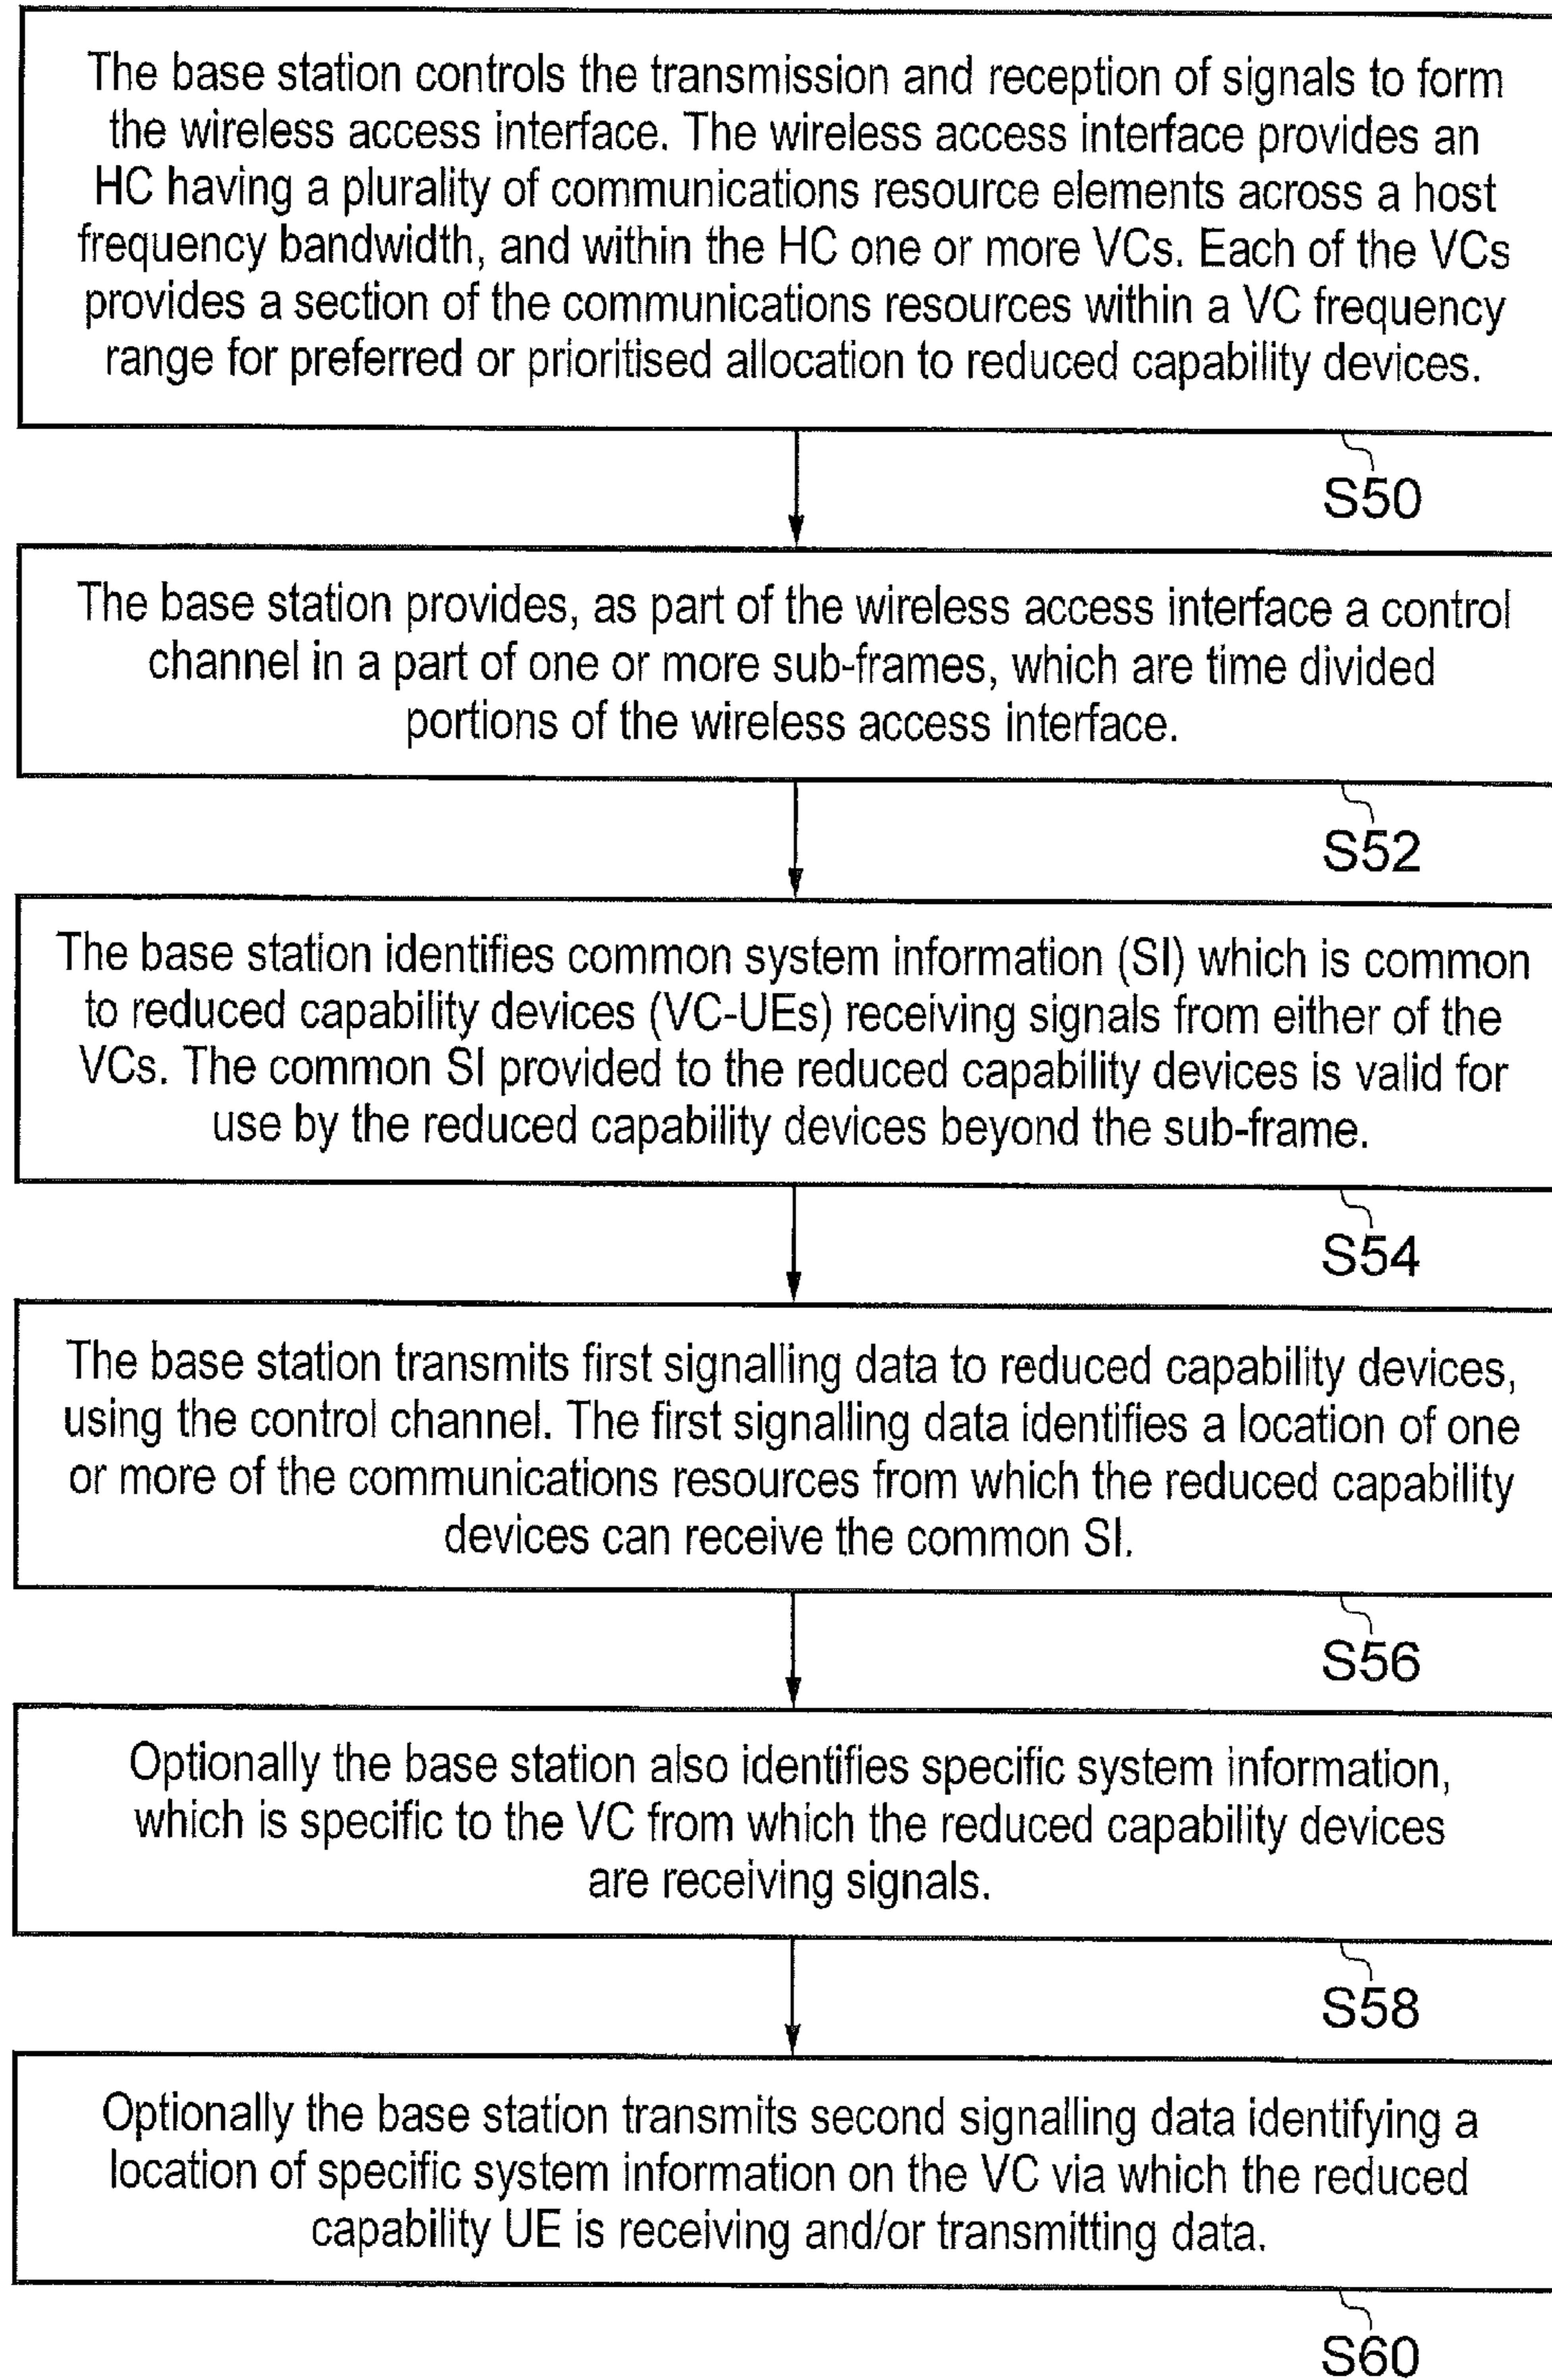 The base station controls the transmission and reception of signals to form
the wireless access interface. The wireless access interface provides an
HC having a plurality of communications resource elements across a host
frequency bandwidth, and within the HC one or more VCs. Each of the VCs
provides a section of the communications resources within a VC frequency
range for preferred or prioritised allocation to reduced capability devices.
S50
The base station provides, as part of the wireless access interface a control
channel in a part of one or more sub-frames, which are time divided
portions of the wireless access interface.
S52
The base station identifies common system information (SI) which is common
to reduced capability devices (VC-UEs) receiving signals from either of the
VCs. The common SI provided to the reduced capability devices is valid for
use by the reduced capability devices beyond the sub-frame.
S54
The base station transmits first signalling data to reduced capability devices,
using the control channel. The first signalling data identifies a location of one
or more of the communications resources from which the reduced capability
devices can receive the common SI.
S56
Optionally the base station also identifies specific system information,
which is specific to the VC from which the reduced capability devices
are receiving signals.
S58
Optionally the base station transmits second signalling data identifying a
location of specific system information on the VC via which the reduced
capability UE is receiving and/or transmitting data.
S60